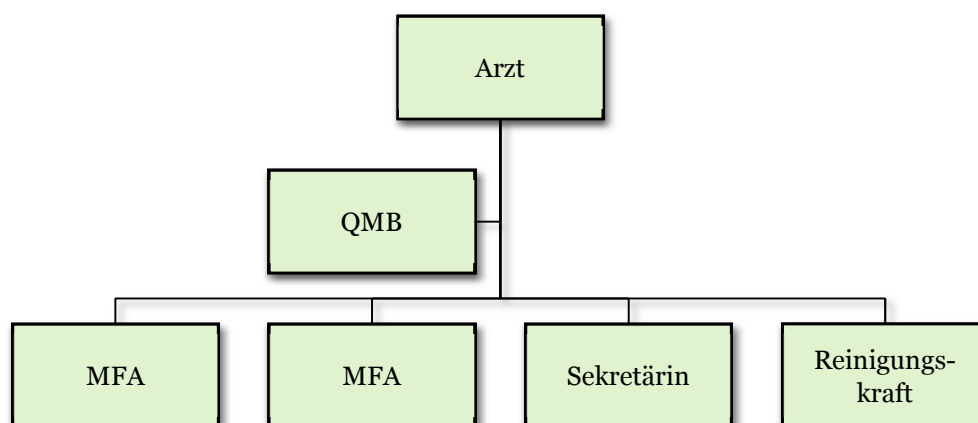 Arzt
QMB
MFA
MFA
Sekretärin
Reinigungs-
kraft